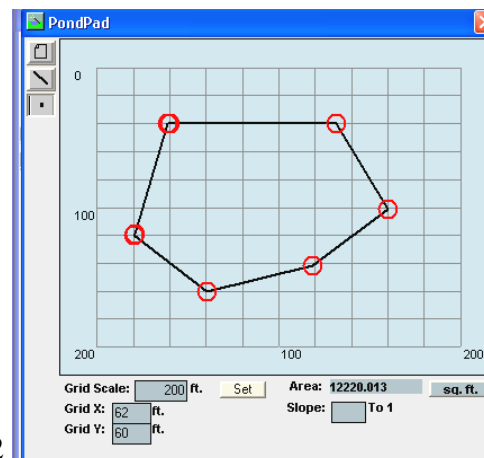 PondPad
0
100
200 100 200
Grid Scale: 200 ft. Set Area: 12220.013 sq. ft.
Grid X: 62 ft. Slope: To 1
Grid Y: 60 ft.